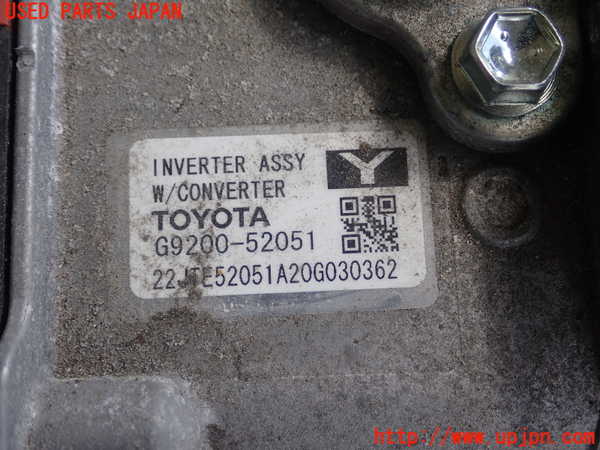 USED PARTS JAPAN
INVERTER ASSY
Y
W/CONVERTER
TOYOTA
G9200-52051
22JTE52051A20G030362
http://www.upjpn.com/